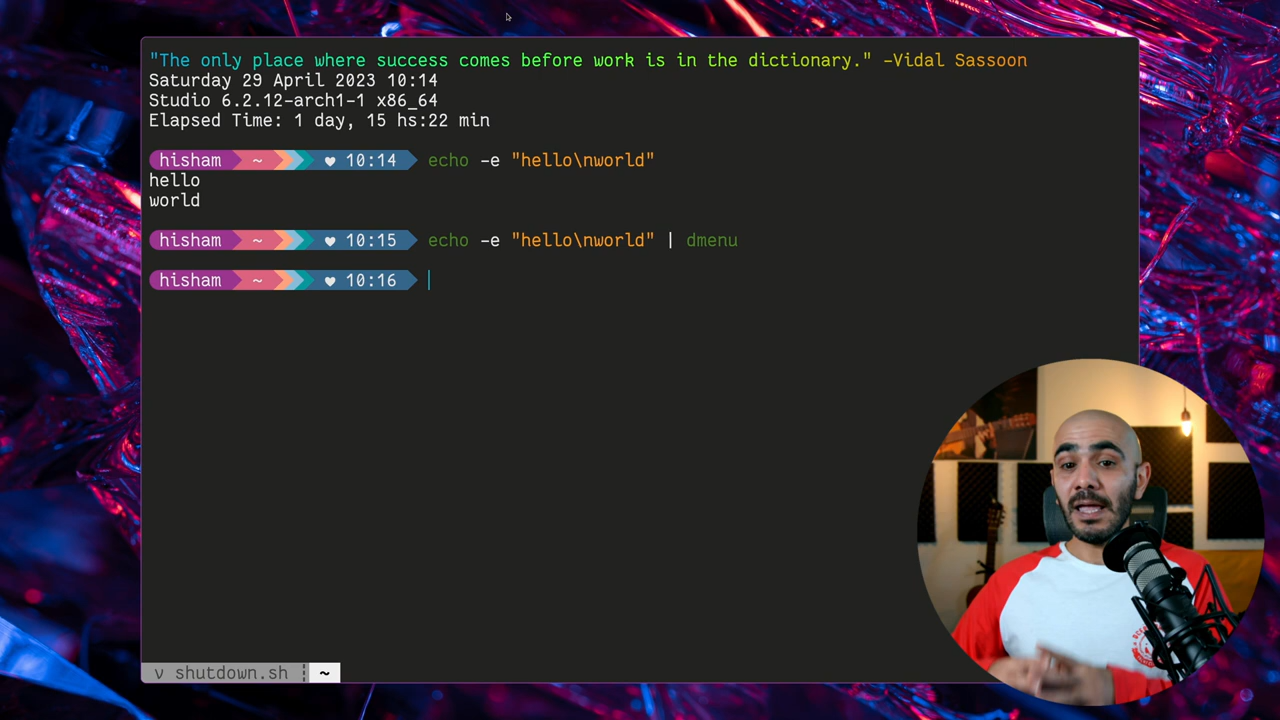 "The only place where success comes before work is in the dictionary." -Vidal Sassoon
Saturday 29 April 2023 10:14
Studio 6.2.12-arch1-1 x86_64
Elapsed Time: 1 day, 15 hs:22 min
hisham ~ ♥ 10:14 echo -e "hello\nworld"
hello
world
hisham ~ ♥ 10:15 echo -e "hello\nworld" | dmenu
hisham ~ ♥ 10:16
v shutdown.sh ~